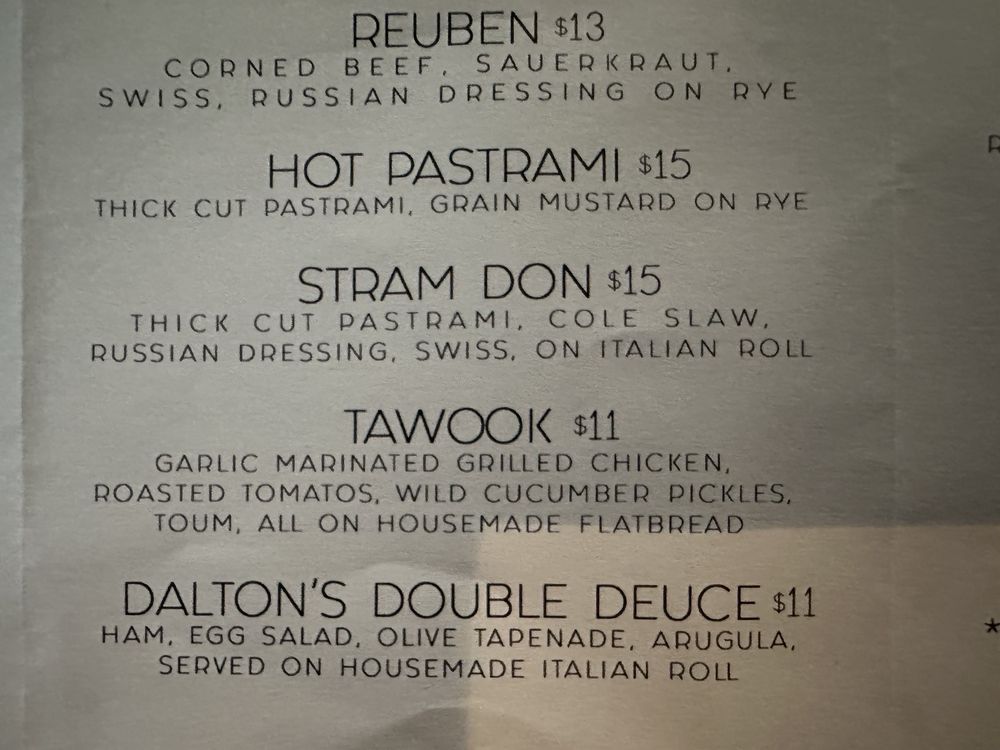 REUBEN $13
CORNED BEEF, SAUERKRAUT,
SWISS, RUSSIAN DRESSING ON RYE
HOT PASTRAMI $15
THICK CUT PASTRAMI, GRAIN MUSTARD ON RYE
STRAM DON $15
THICK CUT PASTRAMI, COLE SLAW,
RUSSIAN DRESSING, SWISS, ON ITALIAN ROLL
TAWOOK $11
GARLIC MARINATED GRILLED CHICKEN,
ROASTED TOMATOS, WILD CUCUMBER PICKLES,
TOUM, ALL ON HOUSEMADE FLATBREAD
DALTON'S DOUBLE DEUCE $11
HAM, EGG SALAD, OLIVE TAPENADE, ARUGULA,
SERVED ON HOUSEMADE ITALIAN ROLL
*